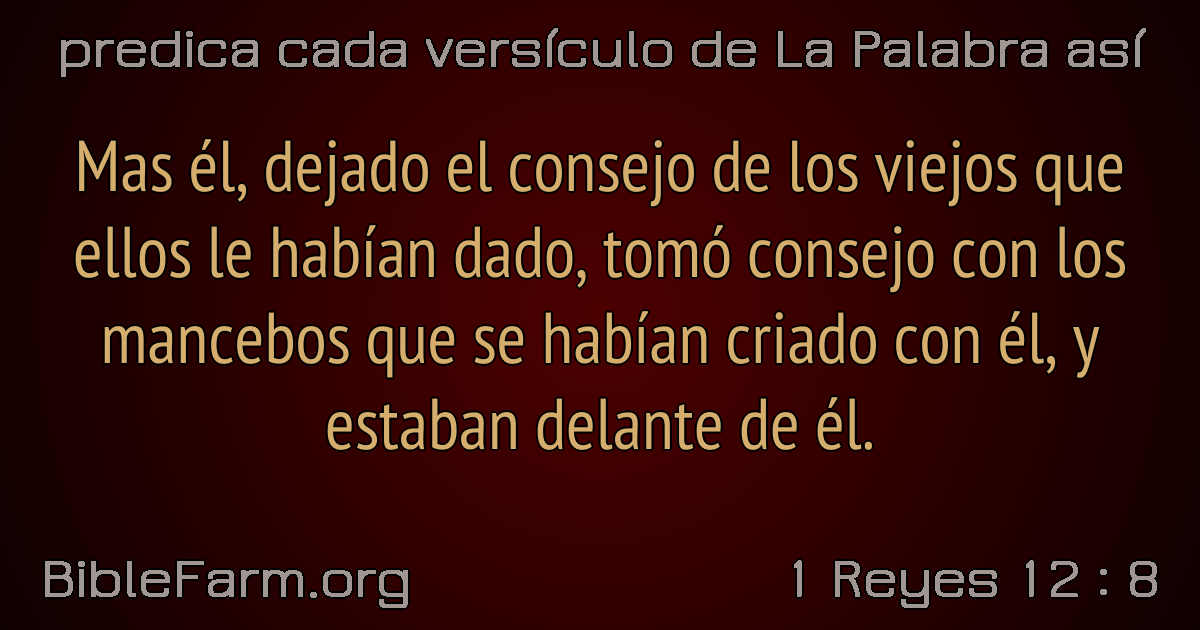 predica cada versículo de La Palabra así
Mas él, dejado el consejo de los viejos que
ellos le habían dado, tomó consejo con los
mancebos que se habían criado con él, y
estaban delante de él.
BibleFarm.org
1 Reyes 12 : 8